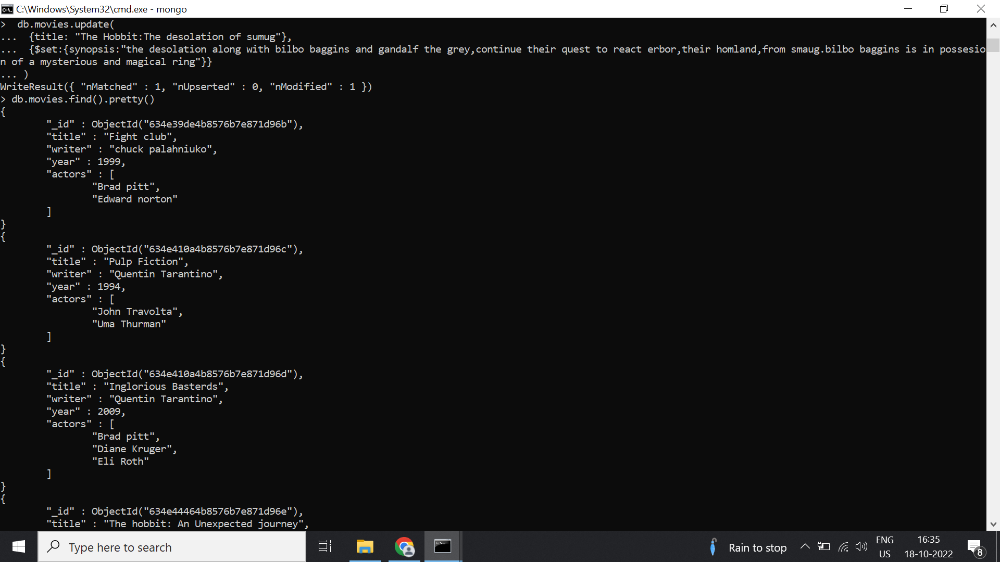 C:\Windows\System32\cmd.exe - mongo
>  db.movies.update(
...  {title: "The Hobbit:The desolation of sumug"},
...  {$set:{synopsis:"the desolation along with bilbo baggins and gandalf the grey,continue their quest to react erbor,their homland,from smaug.bilbo baggins is in possesio
n of a mysterious and magical ring"}}
... )
WriteResult({ "nMatched" : 1, "nUpserted" : 0, "nModified" : 1 })
> db.movies.find().pretty()
{
        "_id" : ObjectId("634e39de4b8576b7e871d96b"),
        "title" : "Fight club",
        "writer" : "chuck palahniuko",
        "year" : 1999,
        "actors" : [
                "Brad pitt",
                "Edward norton"
        ]
}
{
        "_id" : ObjectId("634e410a4b8576b7e871d96c"),
        "title" : "Pulp Fiction",
        "writer" : "Quentin Tarantino",
        "year" : 1994,
        "actors" : [
                "John Travolta",
                "Uma Thurman"
        ]
}
{
        "_id" : ObjectId("634e410a4b8576b7e871d96d"),
        "title" : "Inglorious Basterds",
        "writer" : "Quentin Tarantino",
        "year" : 2009,
        "actors" : [
                "Brad pitt",
                "Diane Kruger",
                "Eli Roth"
        ]
}
{
        "_id" : ObjectId("634e44464b8576b7e871d96e"),
        "title" : "The hobbit: An Unexpected journey",
Type here to search
Rain to stop
ENG
US
16:35
18-10-2022
8